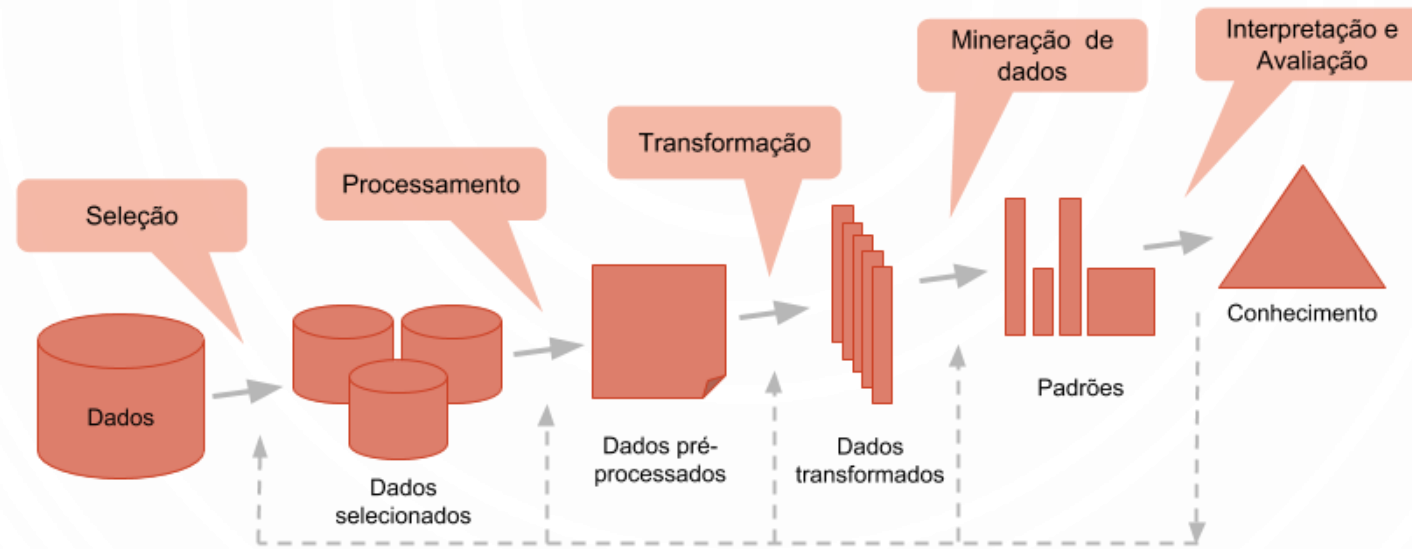 Seleção
Processamento
Transformação
Mineração de
dados
Interpretação e
Avaliação
Dados
Dados
selecionados
Dados pré-
processados
Dados
transformados
Padrões
Conhecimento